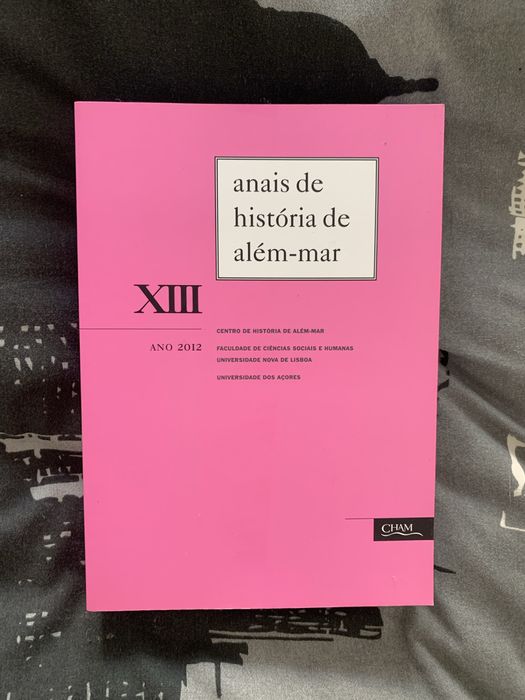 anais de
história de
além-mar
XIII
ANO 2012
CENTRO DE HISTÓRIA DE ALÉM-MAR
FACULDADE DE CIÊNCIAS SOCIAIS E HUMANAS
UNIVERSIDADE NOVA DE LISBOA
UNIVERSIDADE DOS AÇORES
CHAM